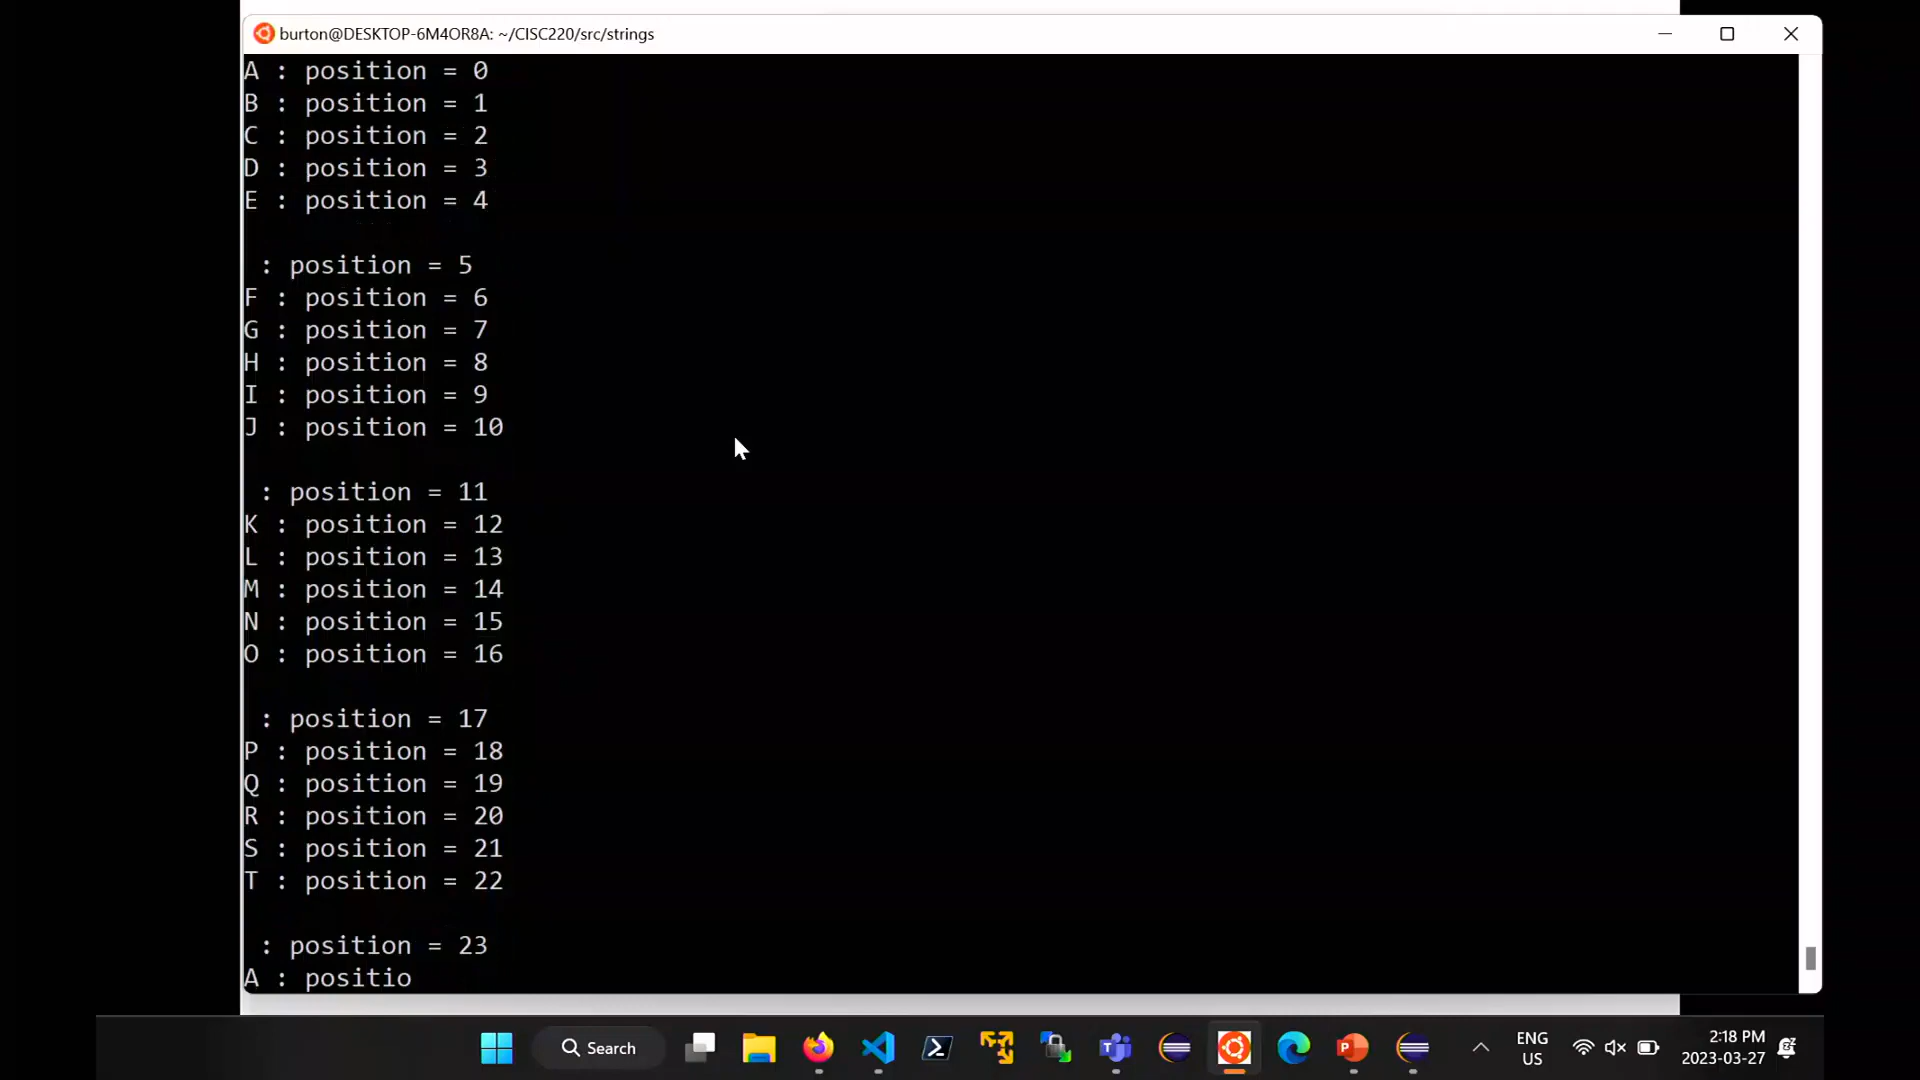 burton@DESKTOP-6M4OR8A: ~/CISC220/src/strings
A : position = 0
B : position = 1
C : position = 2
D : position = 3
E : position = 4
: position = 5
F : position = 6
G : position = 7
H : position = 8
I : position = 9
J : position = 10
: position = 11
K : position = 12
L : position = 13
M : position = 14
N : position = 15
O : position = 16
: position = 17
P : position = 18
Q : position = 19
R : position = 20
S : position = 21
T : position = 22
: position = 23
A : positio
Search
ENG
US
2:18 PM
2023-03-27